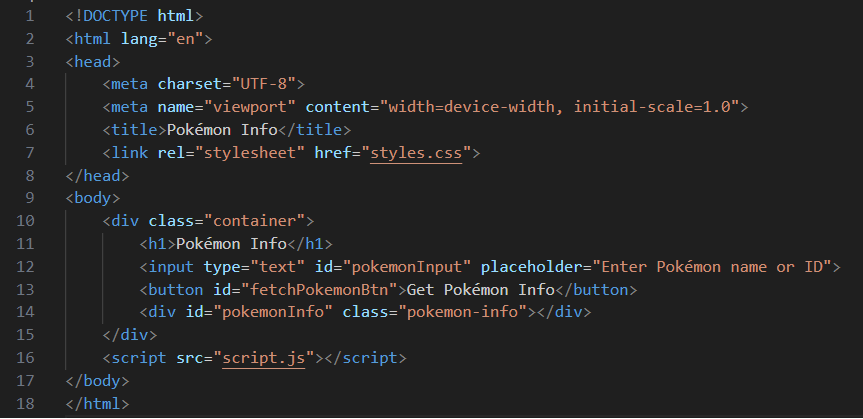 1 <!DOCTYPE html>
2 <html lang="en">
3 <head>
4     <meta charset="UTF-8">
5     <meta name="viewport" content="width=device-width, initial-scale=1.0">
6     <title>Pokémon Info</title>
7     <link rel="stylesheet" href="styles.css">
8 </head>
9 <body>
10     <div class="container">
11         <h1>Pokémon Info</h1>
12         <input type="text" id="pokemonInput" placeholder="Enter Pokémon name or ID">
13         <button id="fetchPokemonBtn">Get Pokémon Info</button>
14         <div id="pokemonInfo" class="pokemon-info"></div>
15     </div>
16     <script src="script.js"></script>
17 </body>
18 </html>